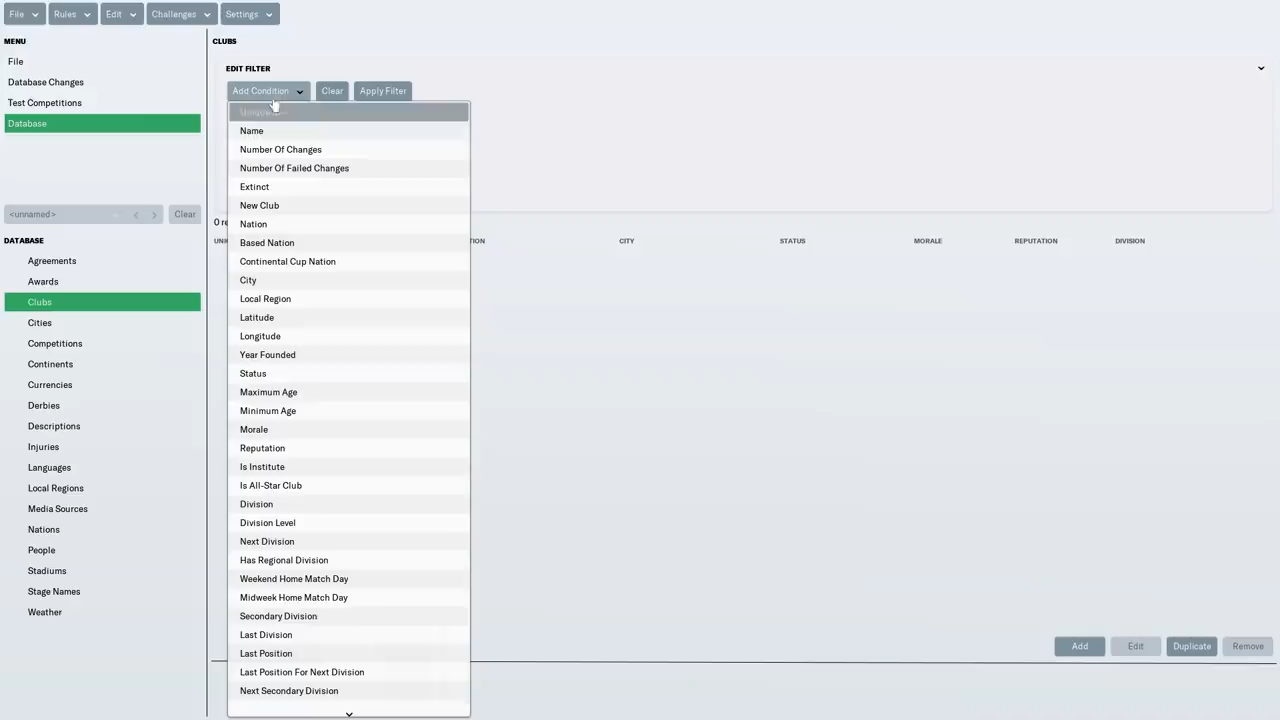 File
Rules
Edit
Challenges
Settings
MENU
File
Database Changes
Test Competitions
Database
<unnamed>
Clear
DATABASE
Agreements
Awards
Clubs
Cities
Competitions
Continents
Currencies
Derbies
Descriptions
Injuries
Languages
Local Regions
Media Sources
Nations
People
Stadiums
Stage Names
Weather
CLUBS
EDIT FILTER
Add Condition
Clear
Apply Filter
Name
Number Of Changes
Number Of Failed Changes
Extinct
New Club
Nation
Based Nation
Continental Cup Nation
City
Local Region
Latitude
Longitude
Year Founded
Status
Maximum Age
Minimum Age
Morale
Reputation
Is Institute
Is All-Star Club
Division
Division Level
Next Division
Has Regional Division
Weekend Home Match Day
Midweek Home Match Day
Secondary Division
Last Division
Last Position
Last Position For Next Division
Next Secondary Division
CITY
STATUS
MORALE
REPUTATION
DIVISION
Add
Edit
Duplicate
Remove